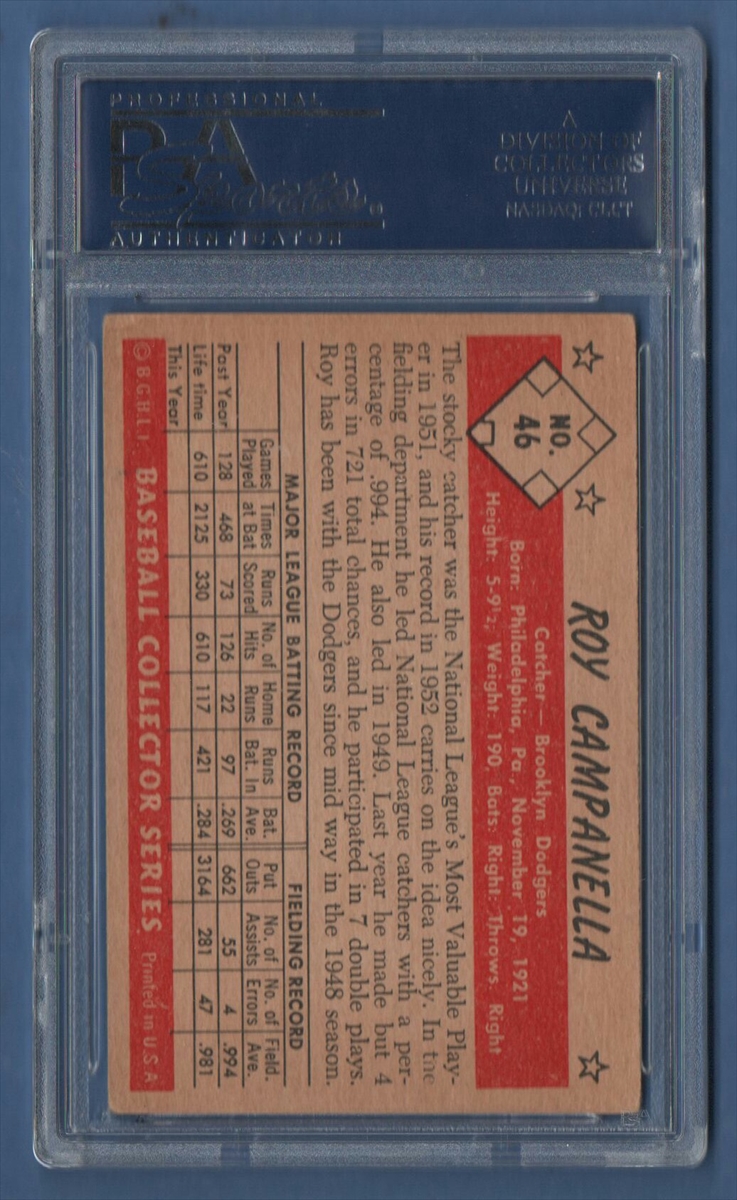 PROFESSIONAL
PSA
AUTHENTICATOR
A
DIVISION OF
COLLECTORS
UNIVERSE
NASDAQ: CLCT
NO.
46
ROY CAMPANELLA
Catcher — Brooklyn Dodgers
Born: Philadelphia, Pa., November 19, 1921
Height: 5-9½; Weight: 190, Bats: Right: Throws, Right
The stocky catcher was the National League's Most Valuable Play-
er in 1951, and his record in 1952 carries on the idea nicely. In the
fielding department he led National League catchers with a per-
centage of .994. He also led in 1949. Last year he made but 4
errors in 721 total chances, and he participated in 7 double plays.
Roy has been with the Dodgers since mid way in the 1948 season.
MAJOR LEAGUE BATTING RECORD FIELDING RECORD
Games Times Runs No. of Home Runs Bat. Put No. of No. of Field.
Played at Bat Scored Hits Runs Bat. In Ave. Outs Assists Errors Ave.
Past Year 128 468 73 126 22 97 .269 662 55 4 .994
Life time 610 2125 330 610 117 421 .284 3164 281 47 .981
This Year
© B.G.H.L.I. BASEBALL COLLECTOR SERIES Printed in U.S.A.